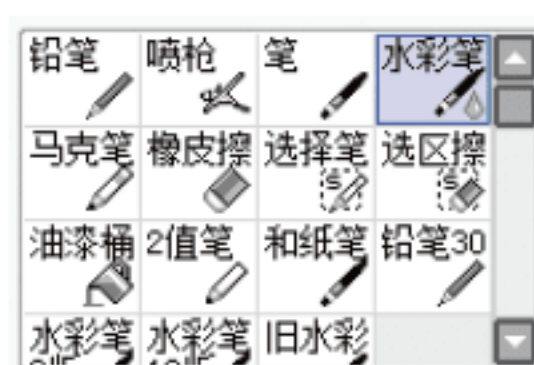 铅笔 喷枪 笔 水彩笔
马克笔 橡皮擦 选择笔 选区擦
油漆桶 2值笔 和纸笔 铅笔30
水彩笔 水彩笔 旧水彩